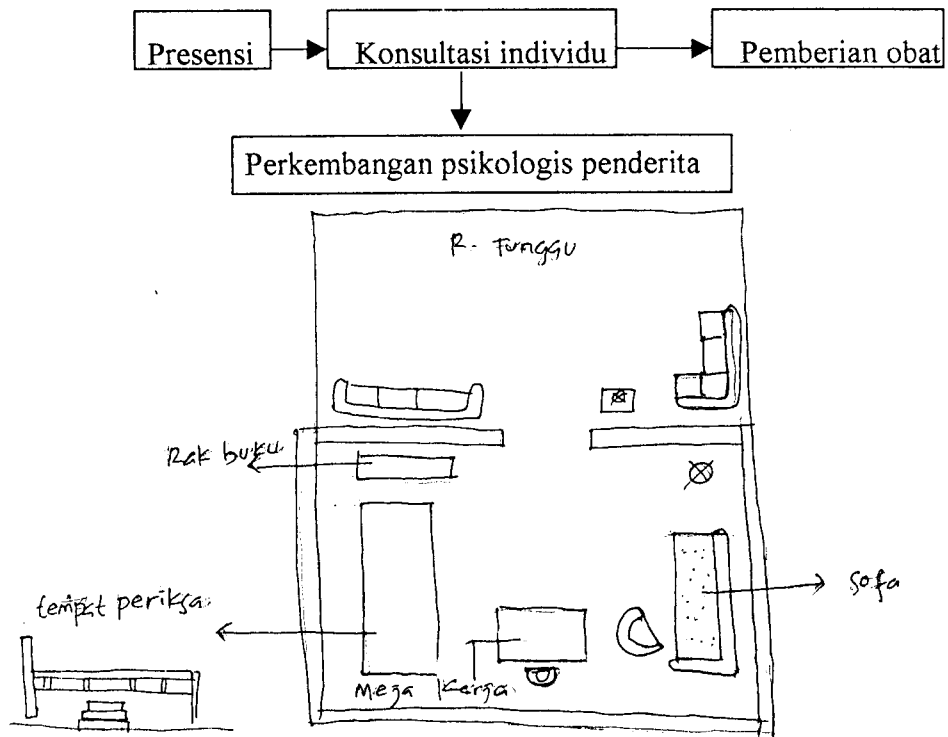 Presensi
Konsultasi individu
Pemberian obat
Perkembangan psikologis penderita
R. Tunggu
Rak buku
sofa
tempat periksa
Meja kerja